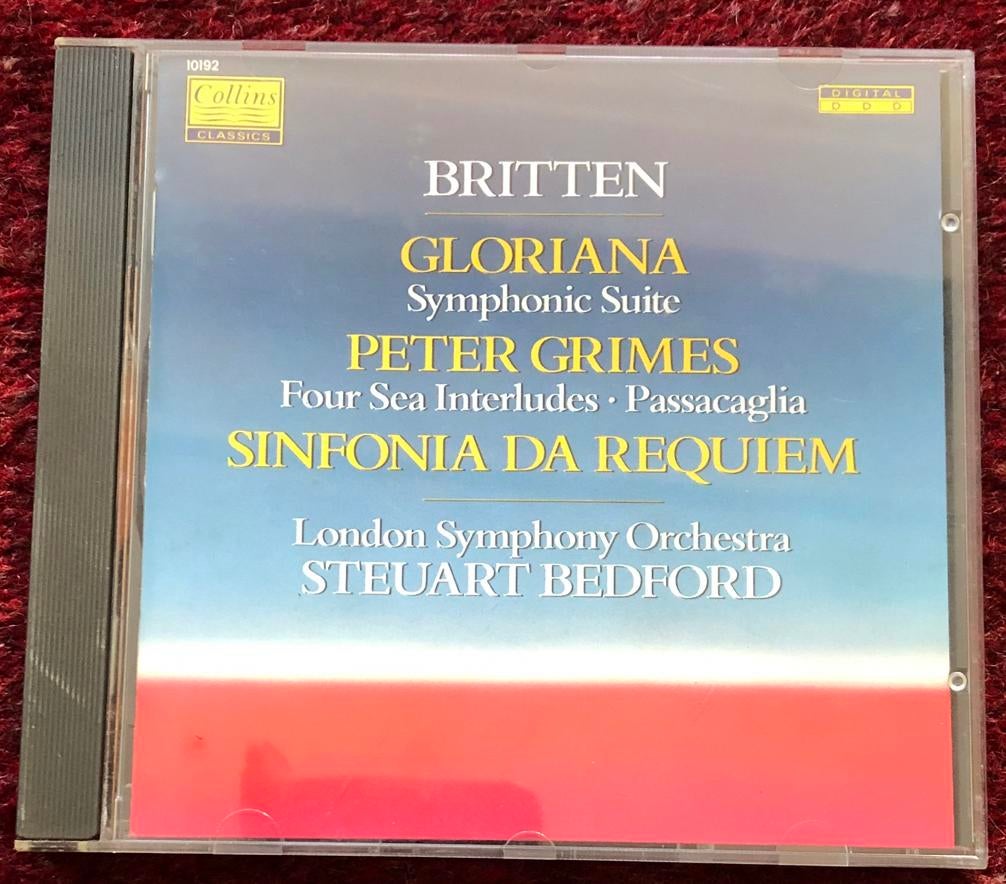 10192
Collins
CLASSICS
DIGITAL
D D D
BRITTEN
GLORIANA
Symphonic Suite
PETER GRIMES
Four Sea Interludes · Passacaglia
SINFONIA DA REQUIEM
London Symphony Orchestra
STEUART BEDFORD